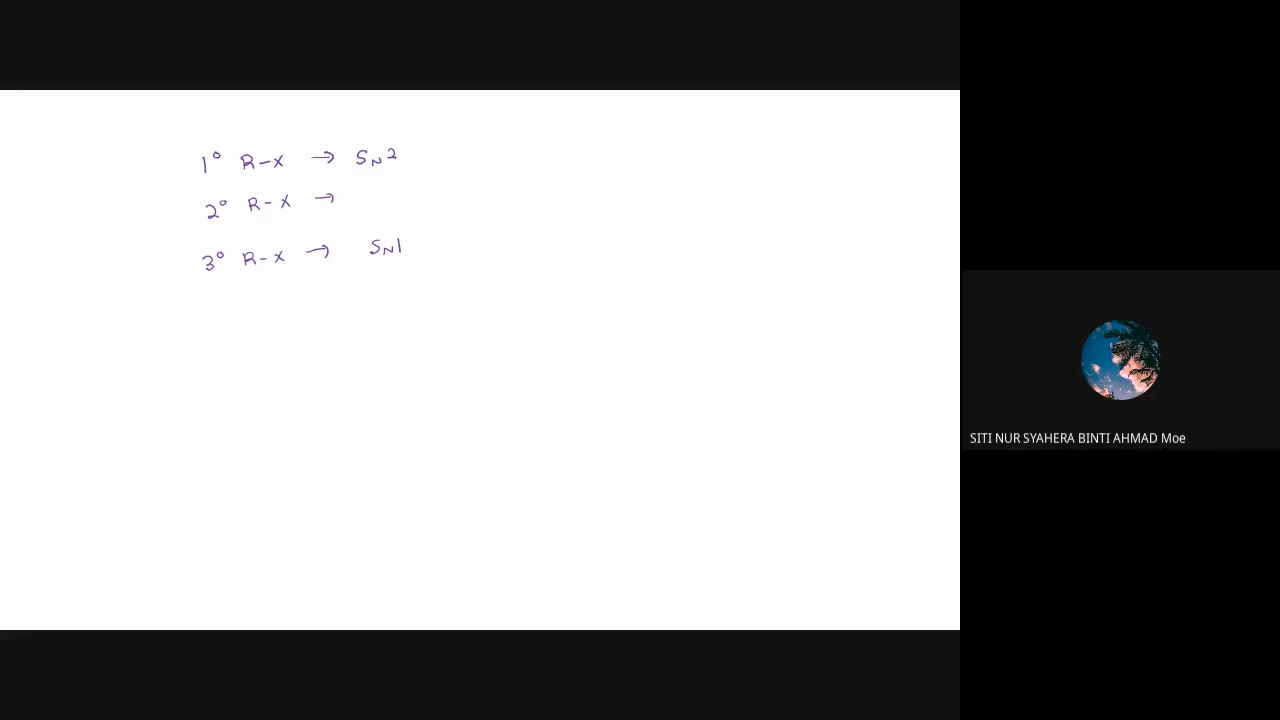 1° R-X → SN2
2° R-X →
3° R-X → SN1
SITI NUR SYAHERA BINTI AHMAD Moe